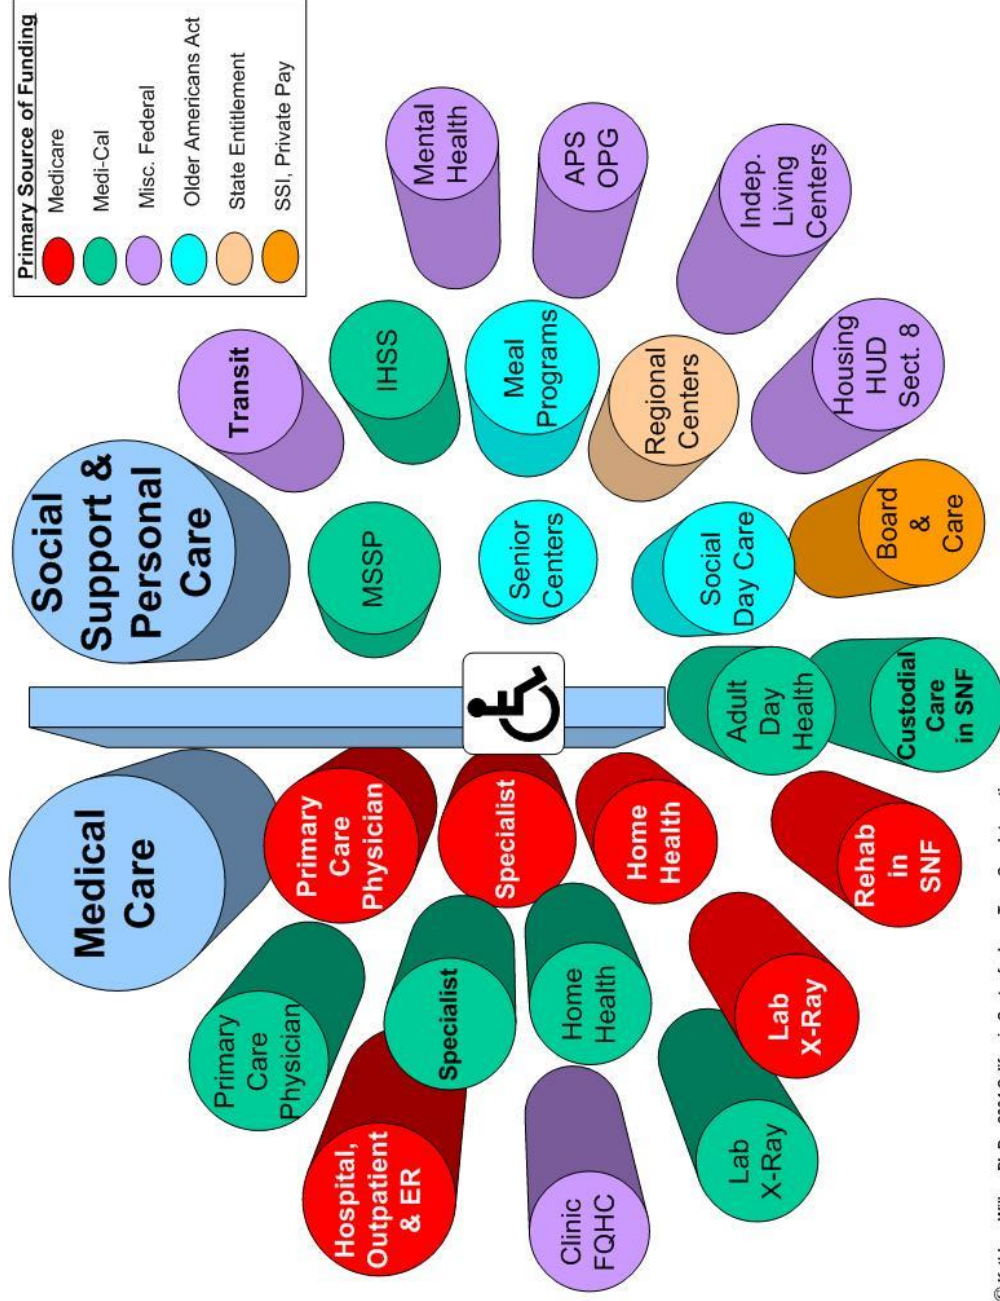 Primary Source of Funding
Medicare
Medi-Cal
Misc. Federal
Older Americans Act
State Entitlement
SSI, Private Pay
Medical
Care
Social
Support &
Personal
Care
Primary
Care
Physician
Primary
Care
Physician
Hospital,
Outpatient
& ER
Specialist
Specialist
Clinic
FQHC
Home
Health
Home
Health
Lab
X-Ray
Lab
X-Ray
Rehab
in
SNF
Transit
IHSS
MSSP
Mental
Health
Meal
Programs
APS
OPG
Senior
Centers
Regional
Centers
Indep.
Living
Centers
Social
Day Care
Housing
HUD
Sect. 8
Adult
Day
Health
Board
&
Care
Custodial
Care
in SNF